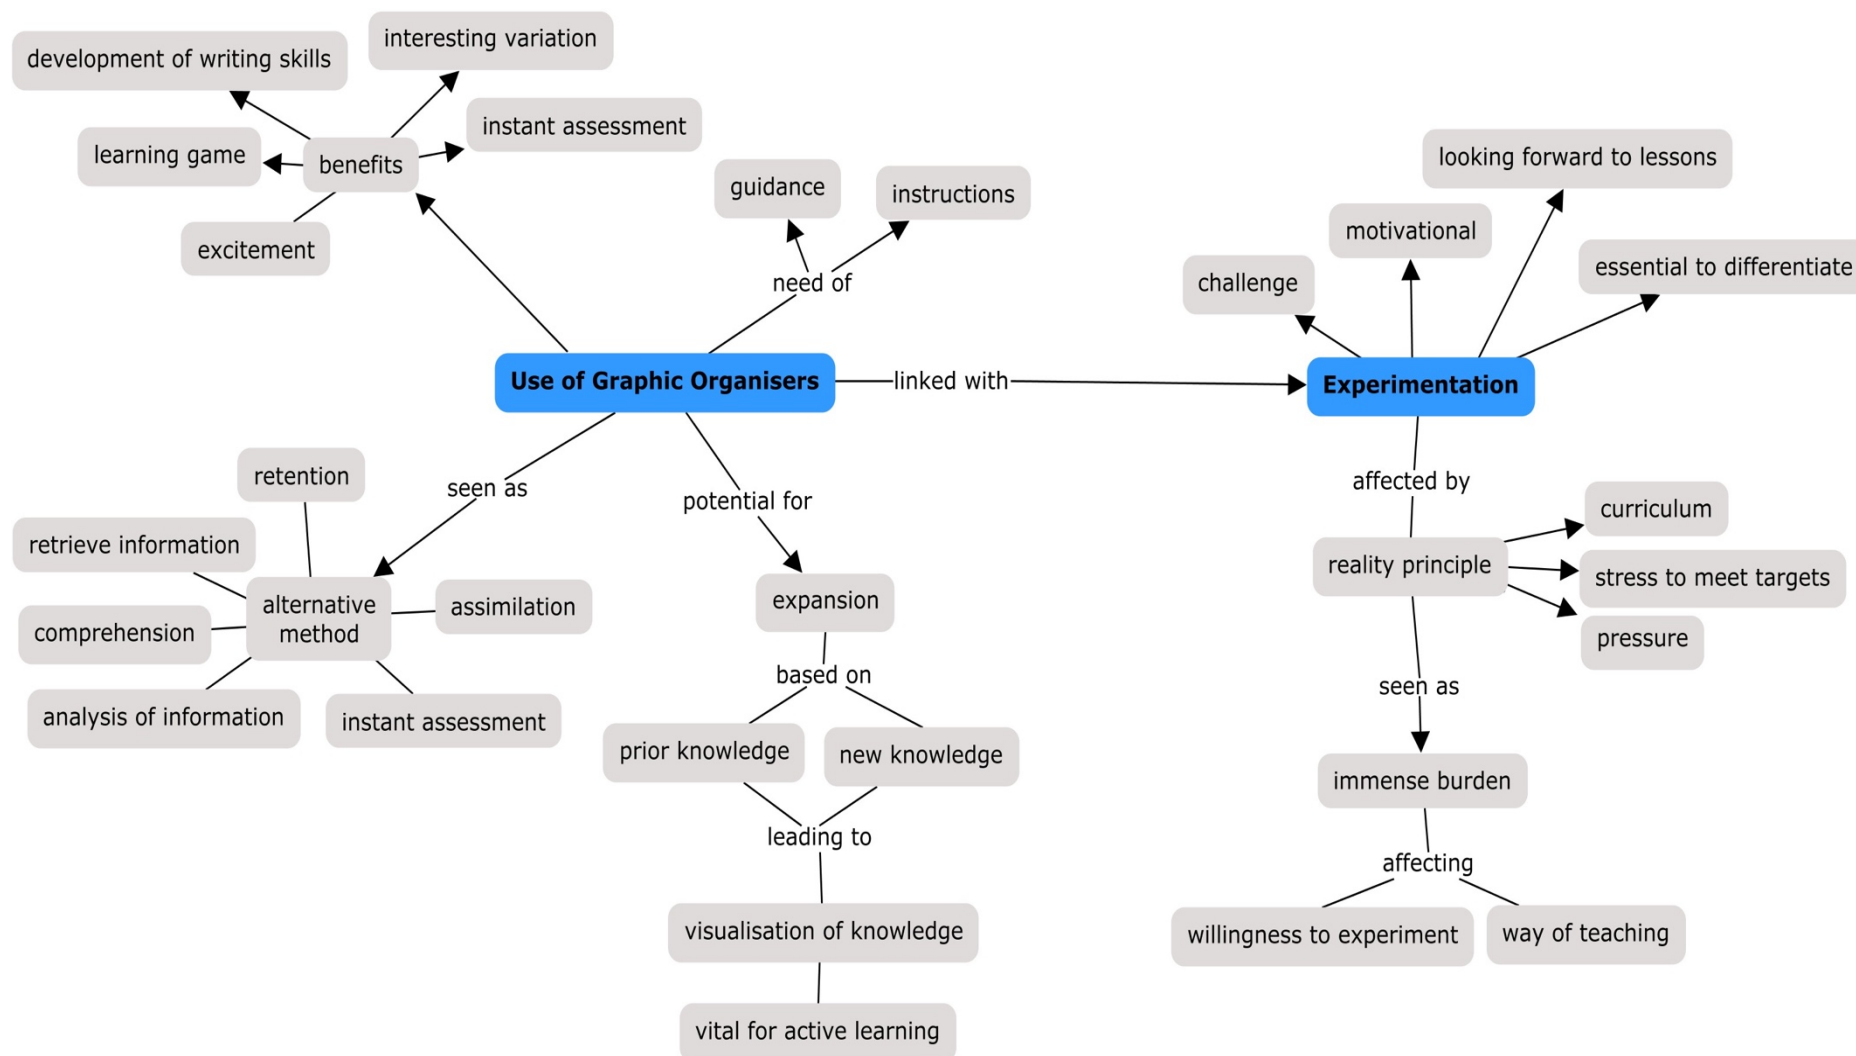 interesting variation
development of writing skills
instant assessment
learning game
benefits
excitement
guidance
instructions
need of
looking forward to lessons
motivational
essential to differentiate
challenge
Use of Graphic Organisers
linked with
Experimentation
retention
seen as
potential for
retrieve information
alternative
method
assimilation
comprehension
analysis of information
instant assessment
expansion
based on
prior knowledge
new knowledge
leading to
visualisation of knowledge
vital for active learning
affected by
curriculum
reality principle
stress to meet targets
pressure
seen as
immense burden
affecting
willingness to experiment
way of teaching